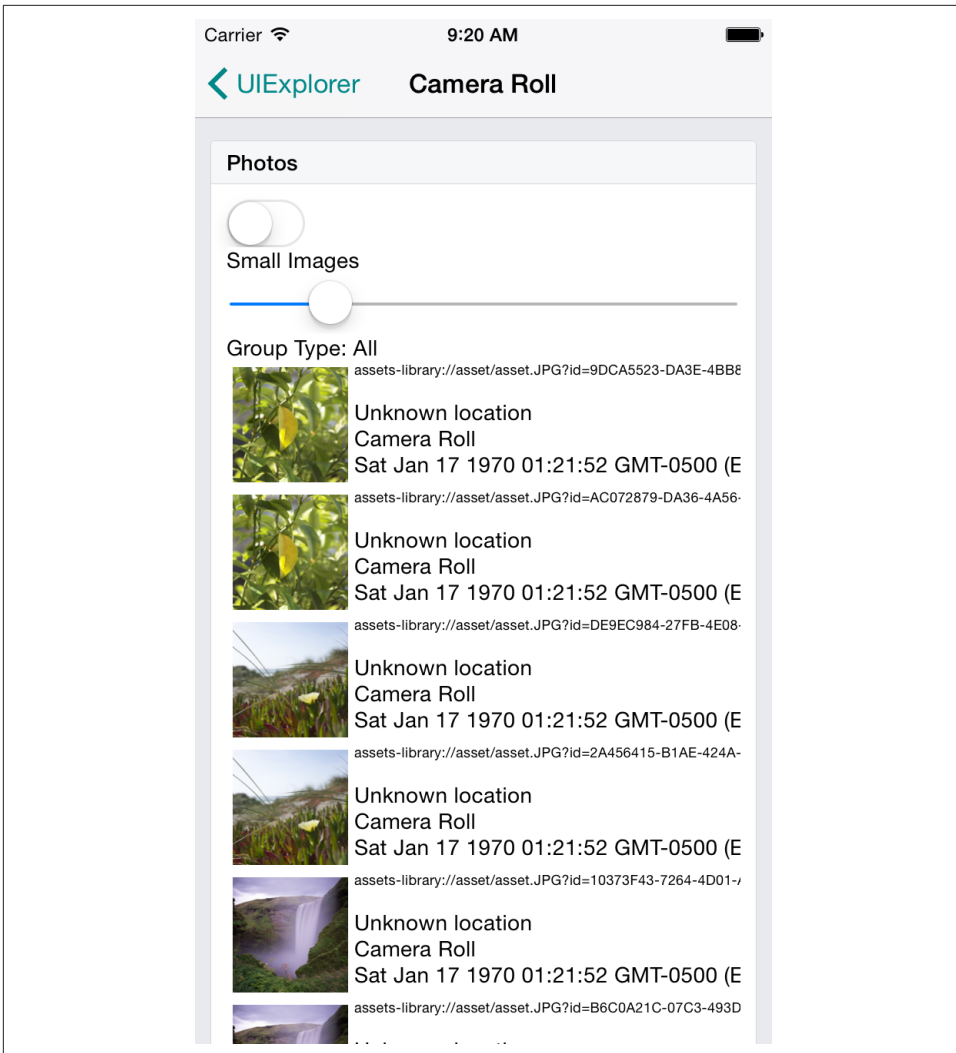 Carrier 9:20 AM
UIExplorer Camera Roll
Photos
Small Images
Group Type: All
assets-library://asset/asset.JPG?id=9DCA5523-DA3E-4BB8
Unknown location
Camera Roll
Sat Jan 17 1970 01:21:52 GMT-0500 (E
assets-library://asset/asset.JPG?id=AC072879-DA36-4A56-
Unknown location
Camera Roll
Sat Jan 17 1970 01:21:52 GMT-0500 (E
assets-library://asset/asset.JPG?id=DE9EC984-27FB-4E08-
Unknown location
Camera Roll
Sat Jan 17 1970 01:21:52 GMT-0500 (E
assets-library://asset/asset.JPG?id=2A456415-B1AE-424A-
Unknown location
Camera Roll
Sat Jan 17 1970 01:21:52 GMT-0500 (E
assets-library://asset/asset.JPG?id=10373F43-7264-4D01-
Unknown location
Camera Roll
Sat Jan 17 1970 01:21:52 GMT-0500 (E
assets-library://asset/asset.JPG?id=B6C0A21C-07C3-493D